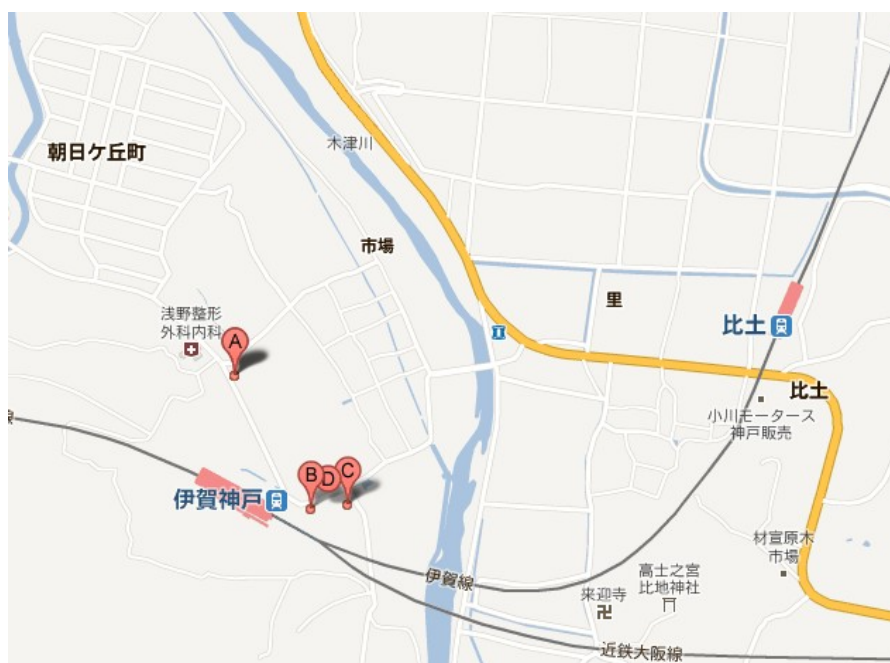 木津川
朝日ケ丘町
市場
里
浅野整形
外科内科
比土
A
比土
小川モータース
神戸販売
B
D
C
伊賀神戸
材宣原木
市場
伊賀線
高士之宮
比地神社
来迎寺
近鉄大阪線
線